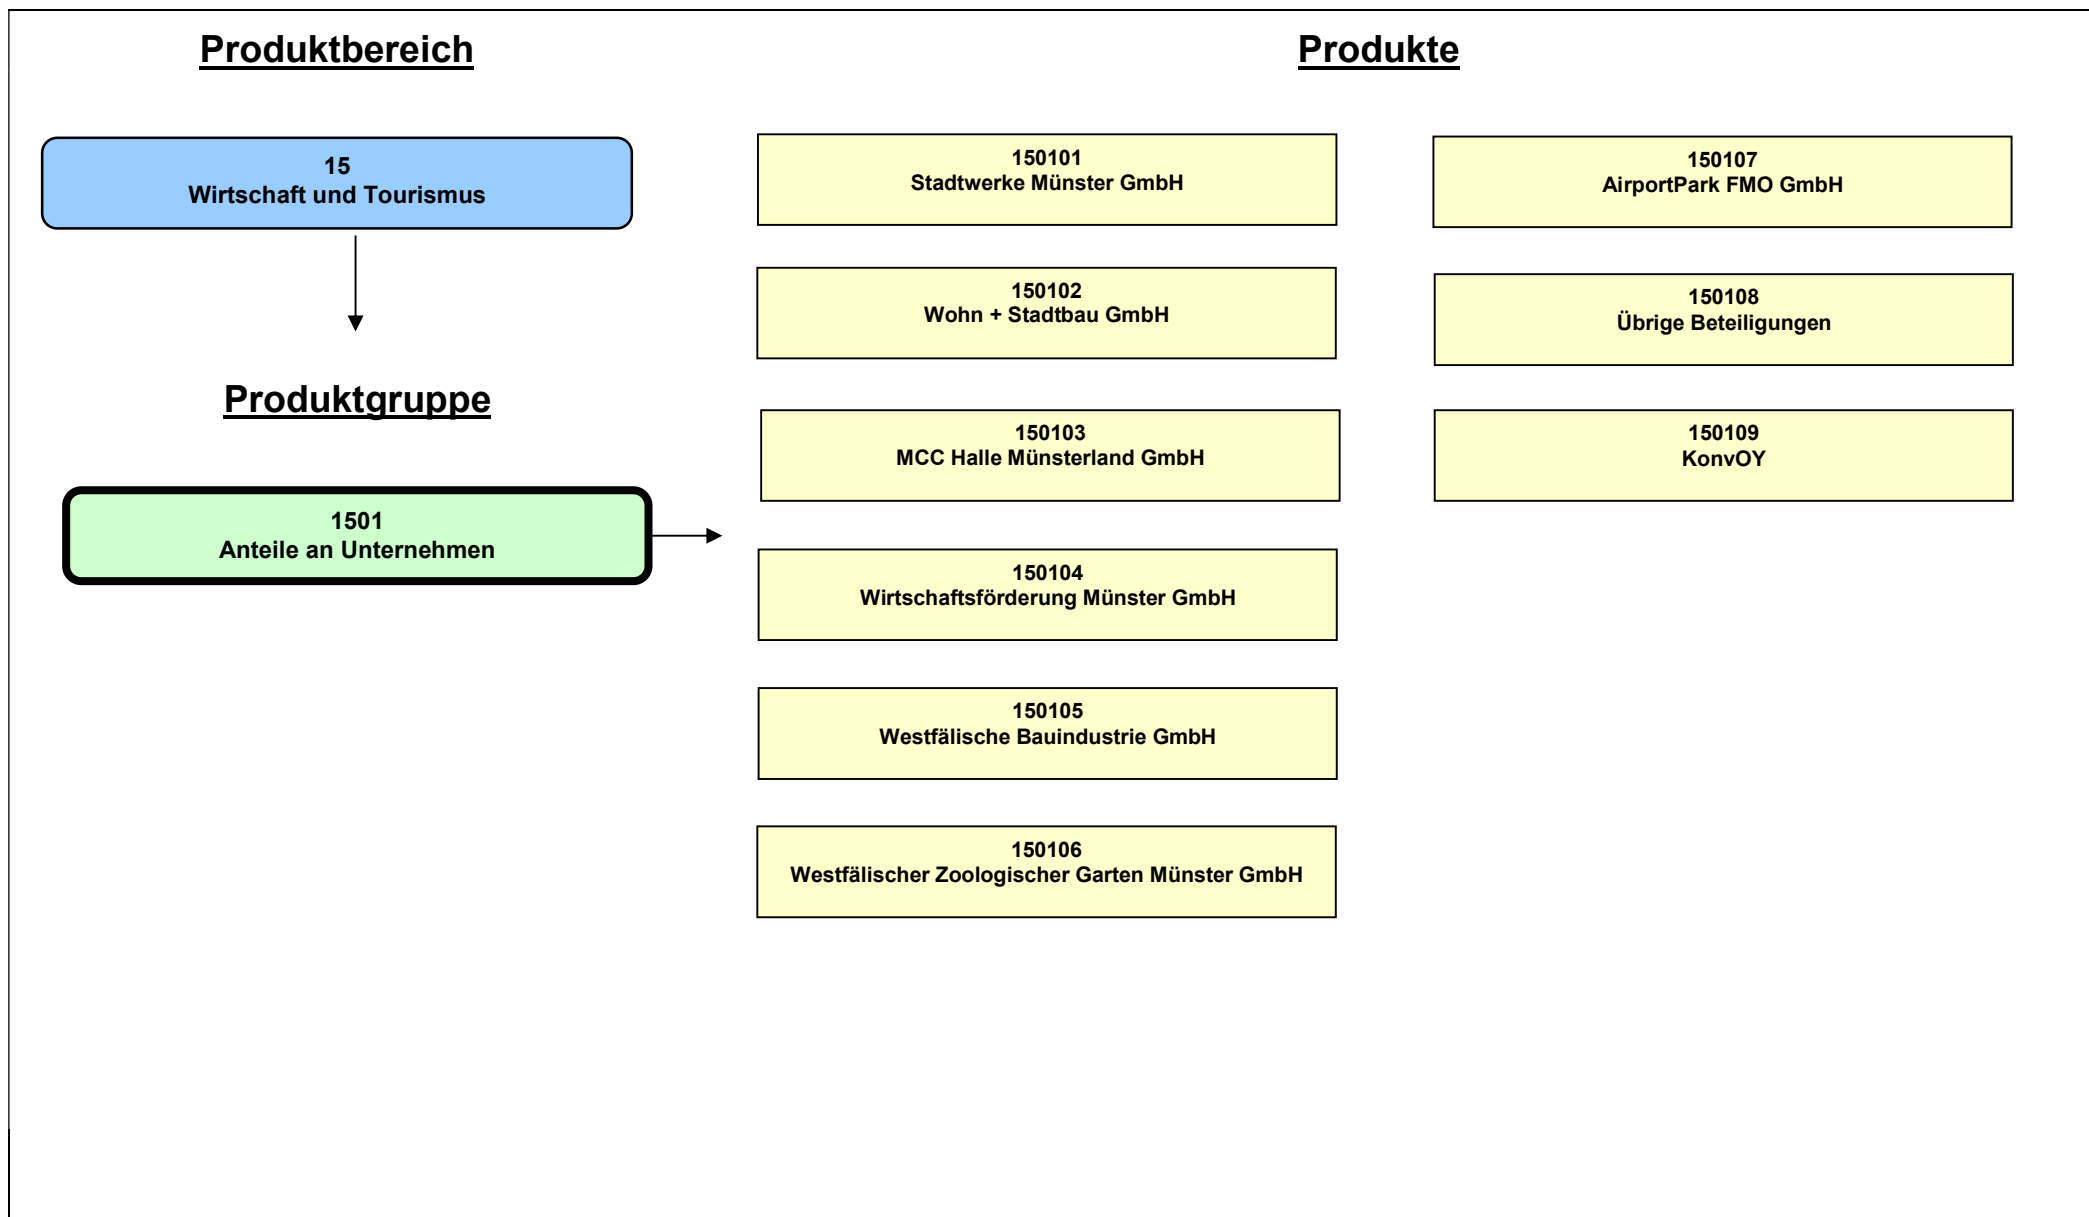 Produktbereich
Produkte
15
Wirtschaft und Tourismus
Produktgruppe
1501
Anteile an Unternehmen
150101
Stadtwerke Münster GmbH
150102
Wohn + Stadtbau GmbH
150103
MCC Halle Münsterland GmbH
150104
Wirtschaftsförderung Münster GmbH
150105
Westfälische Bauindustrie GmbH
150106
Westfälischer Zoologischer Garten Münster GmbH
150107
AirportPark FMO GmbH
150108
Übrige Beteiligungen
150109
KonvOY